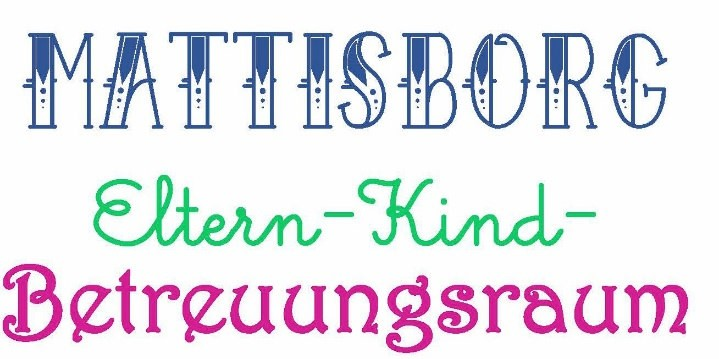 MATTISBORG
Eltern-Kind-
Betreuungsraum